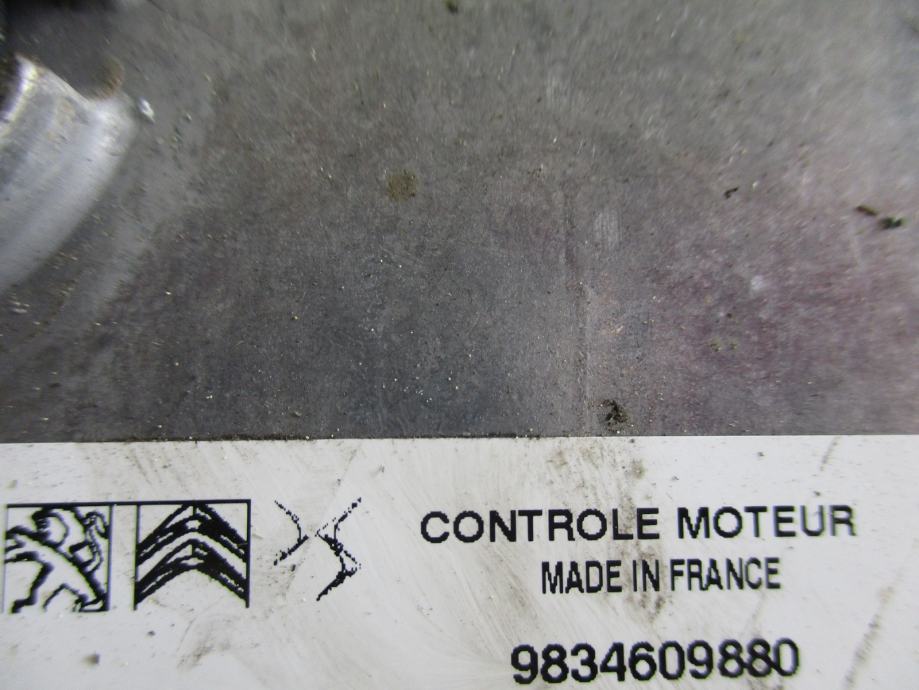 CONTROLE MOTEUR
MADE IN FRANCE
9834609880